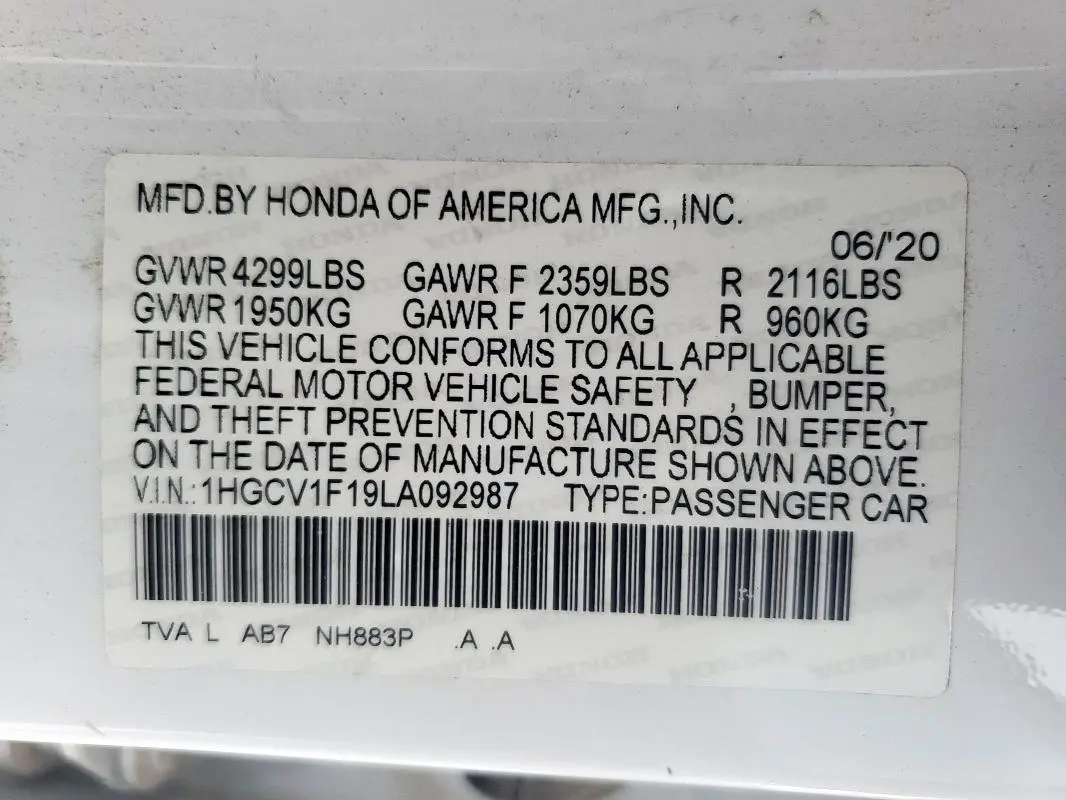 MFD.BY HONDA OF AMERICA MFG.,INC.
06/'20
GVWR 4299LBS GAWR F 2359LBS R 2116LBS
GVWR 1950KG GAWR F 1070KG R 960KG
THIS VEHICLE CONFORMS TO ALL APPLICABLE
FEDERAL MOTOR VEHICLE SAFETY , BUMPER,
AND THEFT PREVENTION STANDARDS IN EFFECT
ON THE DATE OF MANUFACTURE SHOWN ABOVE.
V.I.N.:1HGCV1F19LA092987 TYPE:PASSENGER CAR
TVA L AB7 NH883P .A .A